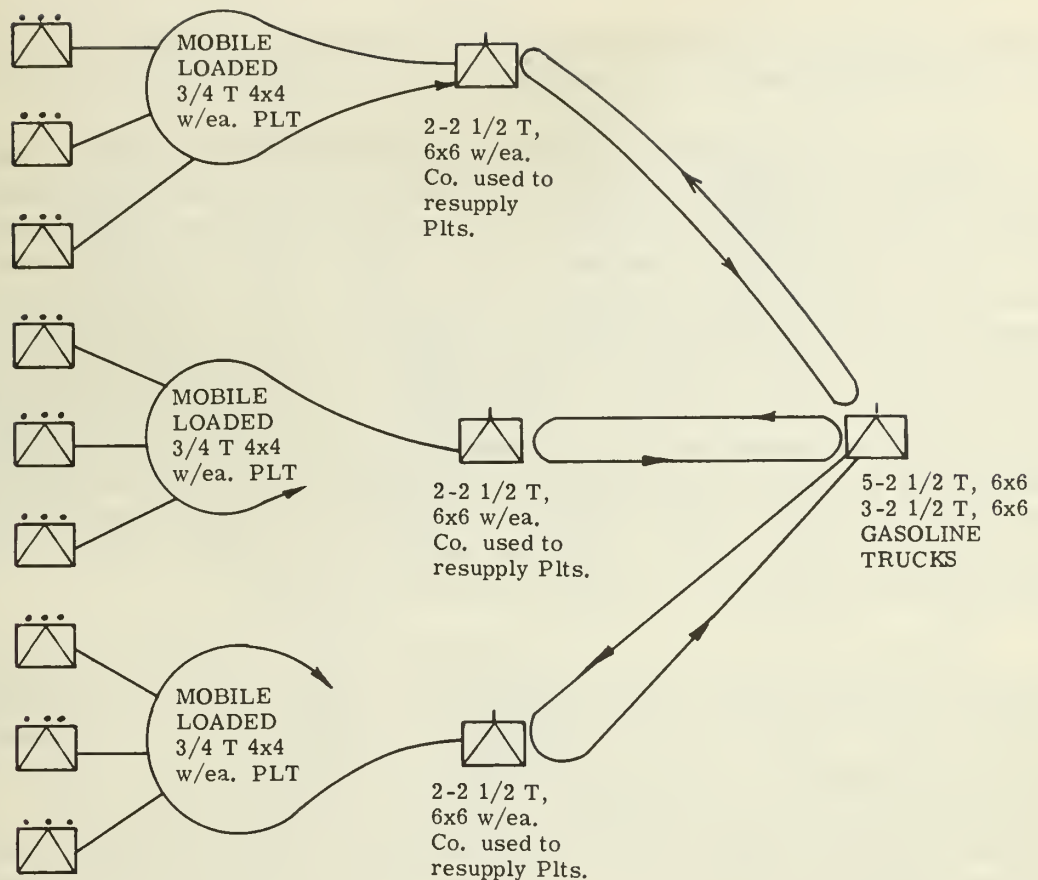 MOBILE
LOADED
3/4 T 4x4
w/ea. PLT
2-2 1/2 T,
6x6 w/ea.
Co. used to
resupply
Plts.
MOBILE
LOADED
3/4 T 4x4
w/ea. PLT
2-2 1/2 T,
6x6 w/ea.
Co. used to
resupply Plts.
5-2 1/2 T, 6x6
3-2 1/2 T, 6x6
GASOLINE
TRUCKS
MOBILE
LOADED
3/4 T 4x4
w/ea. PLT
2-2 1/2 T,
6x6 w/ea.
Co. used to
resupply Plts.